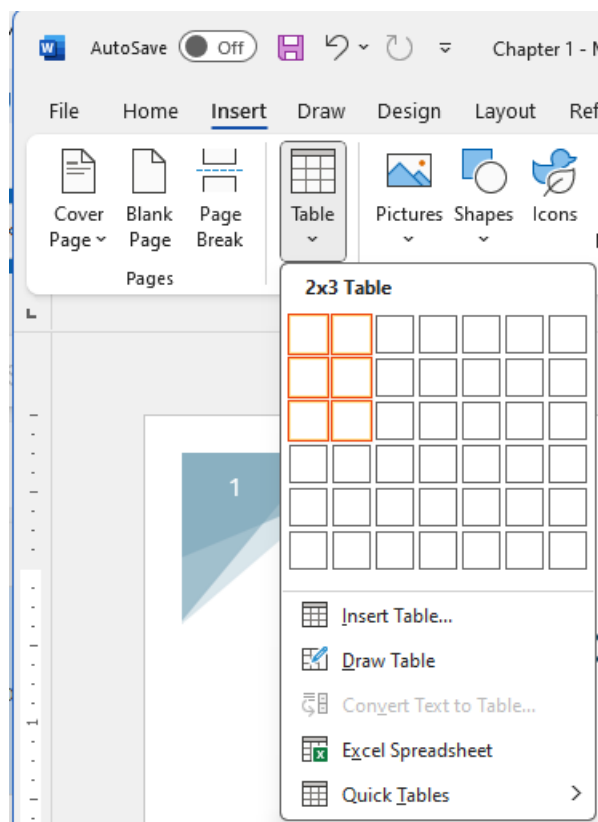 AutoSave Off Chapter 1 - M
File Home Insert Draw Design Layout Ref
Cover Page
Blank Page
Page Break
Table
Pictures
Shapes
Icons
Pages
2x3 Table
1
Insert Table...
Draw Table
Convert Text to Table...
Excel Spreadsheet
Quick Tables
1